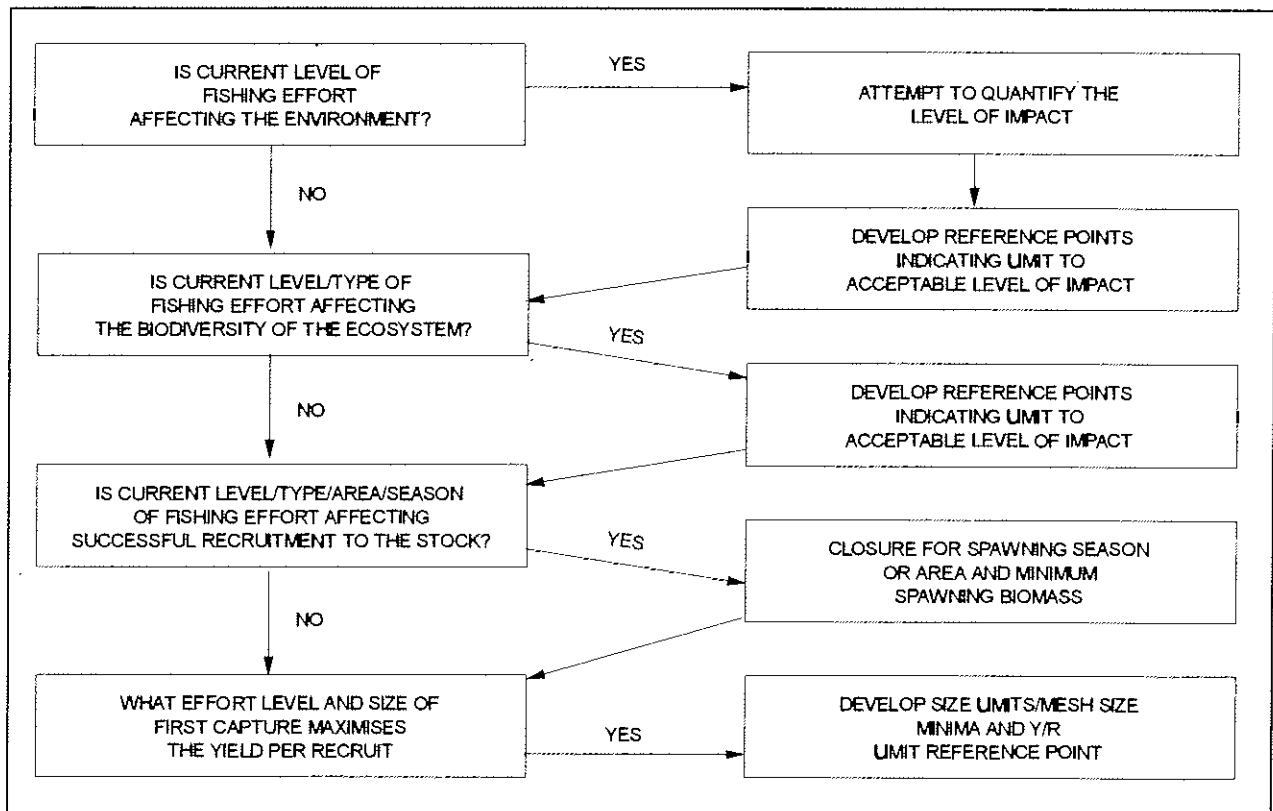 IS CURRENT LEVEL OF
FISHING EFFORT
AFFECTING THE ENVIRONMENT?
YES
ATTEMPT TO QUANTIFY THE
LEVEL OF IMPACT
NO
DEVELOP REFERENCE POINTS
INDICATING LIMIT TO
ACCEPTABLE LEVEL OF IMPACT
IS CURRENT LEVEL/TYPE OF
FISHING EFFORT AFFECTING
THE BIODIVERSITY OF THE ECOSYSTEM?
YES
DEVELOP REFERENCE POINTS
INDICATING LIMIT TO
ACCEPTABLE LEVEL OF IMPACT
NO
IS CURRENT LEVEL/TYPE/AREA/SEASON
OF FISHING EFFORT AFFECTING
SUCCESSFUL RECRUITMENT TO THE STOCK?
YES
CLOSURE FOR SPAWNING SEASON
OR AREA AND MINIMUM
SPAWNING BIOMASS
NO
WHAT EFFORT LEVEL AND SIZE OF
FIRST CAPTURE MAXIMISES
THE YIELD PER RECRUIT
YES
DEVELOP SIZE LIMITS/MESH SIZE
MINIMA AND Y/R
LIMIT REFERENCE POINT